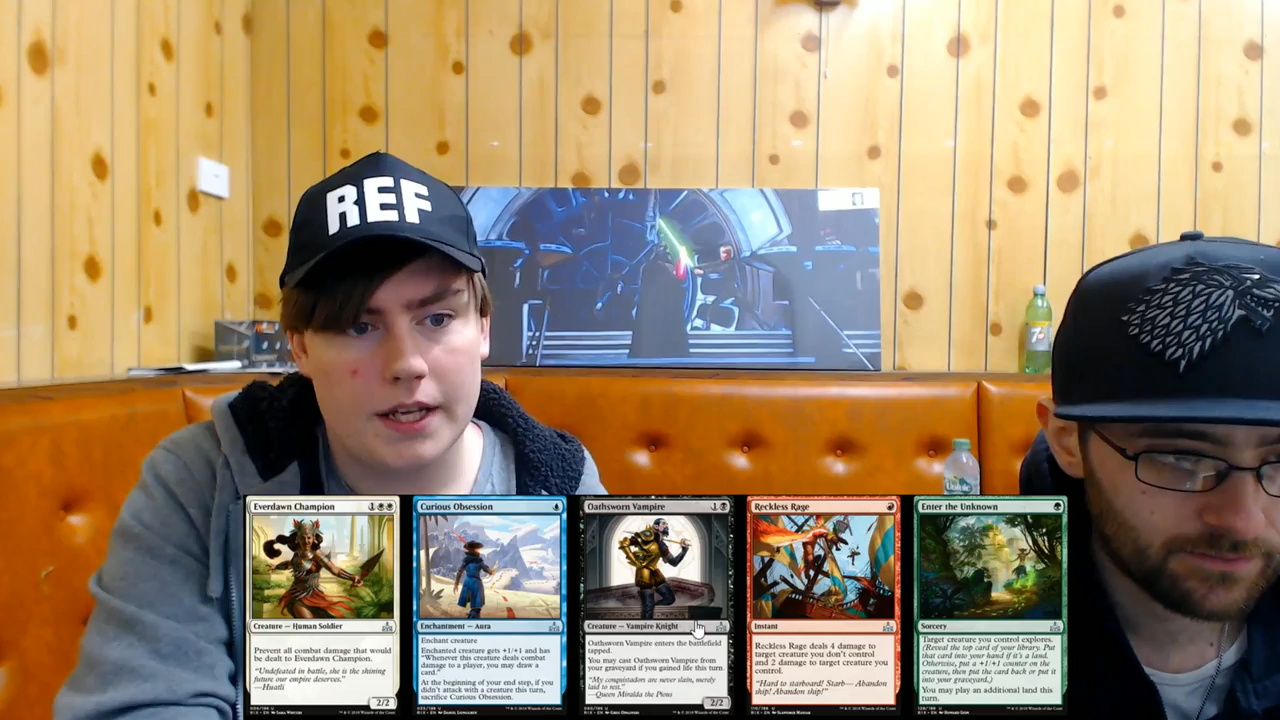 REF
7
Everdawn Champion 1
Creature — Human Soldier
Prevent all combat damage that would
be dealt to Everdawn Champion.
"Undefeated in battle, she is the shining
future our empire deserves."
—Huatli
2/2
Curious Obsession
Enchantment — Aura
Enchant creature
Enchanted creature gets +1/+1 and has
"Whenever this creature deals combat
damage to a player, you may draw a
card."
At the beginning of your end step, if you
didn't attack with a creature this turn,
sacrifice Curious Obsession.
Oathsworn Vampire 1
Creature — Vampire Knight
Oathsworn Vampire enters the battlefield
tapped.
You may cast Oathsworn Vampire from
your graveyard if you gained life this turn.
"My conquistadors are never slain, merely
laid to rest."
—Queen Miralda the Pious
2/2
Reckless Rage
Instant
Reckless Rage deals 4 damage to
target creature you don't control
and 2 damage to target creature you
control.
"Hard to starboard! Starb— Abandon
ship! Abandon ship!"
Enter the Unknown
Sorcery
Target creature you control explores.
(Reveal the top card of your library. Put
that card into your hand if it's a land.
Otherwise, put a +1/+1 counter on the
creature, then put the card back or put it
into your graveyard.)
You may play an additional land this
turn.